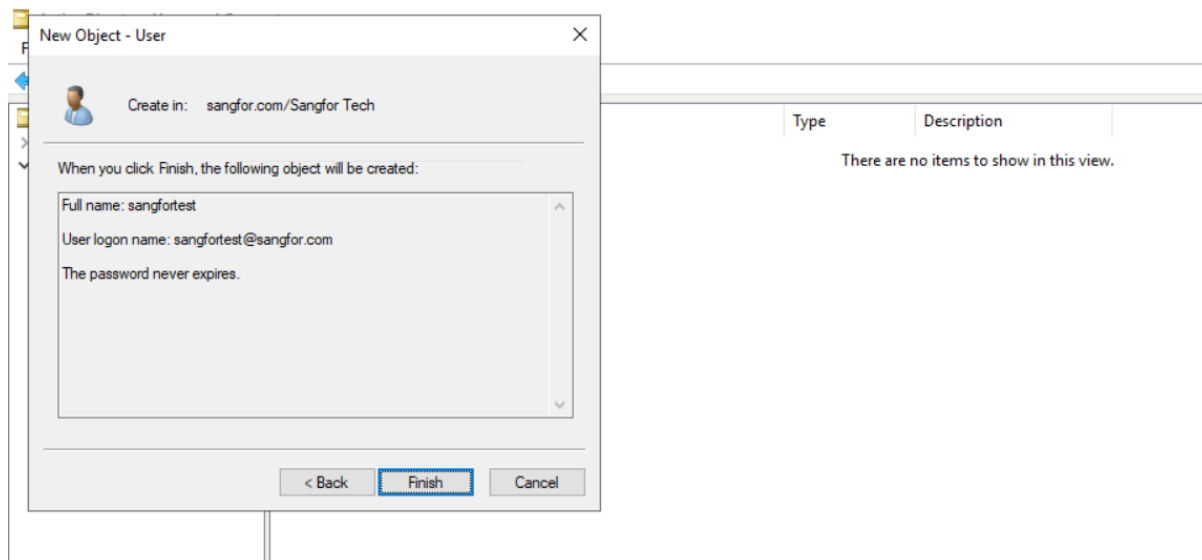 New Object - User
Create in: sangfor.com/Sangfor Tech
Type Description
There are no items to show in this view.
When you click Finish, the following object will be created:
Full name: sangfortest
User logon name: sangfortest@sangfor.com
The password never expires.
< Back Finish Cancel